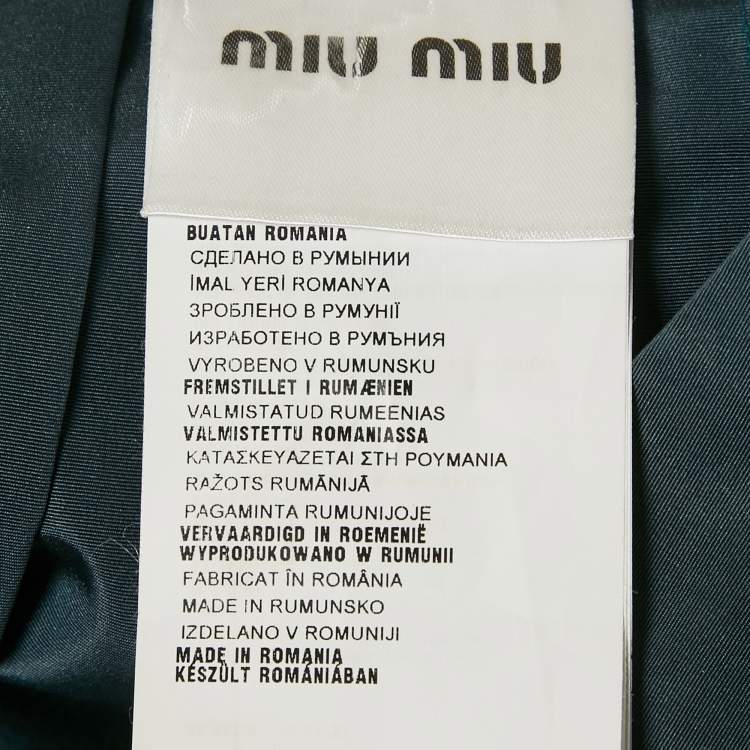 miu miu
BUATAN ROMANIA
СДЕЛАНО В РУМЫНИИ
İMAL YERİ ROMANYA
ЗРОБЛЕНО В РУМУНІЇ
ИЗРАБОТЕНО В РУМЪНИЯ
VYROBENO V RUMUNSKU
FREMSTILLET I RUMÆNIEN
VALMISTATUD RUMEENIAS
VALMISTETTU ROMANIASSA
ΚΑΤΑΣΚΕΥΑΖΕΤΑΙ ΣΤΗ ΡΟΥΜΑΝΙΑ
RAŽOTS RUMĀNIJĀ
PAGAMINTA RUMUNIJOJE
VERVAARDIGD IN ROEMENIË
WYPRODUKOWANO W RUMUNII
FABRICAT ÎN ROMÂNIA
MADE IN RUMUNSKO
IZDELANO V ROMUNIJI
MADE IN ROMANIA
KÉSZÜLT ROMÁNIÁBAN